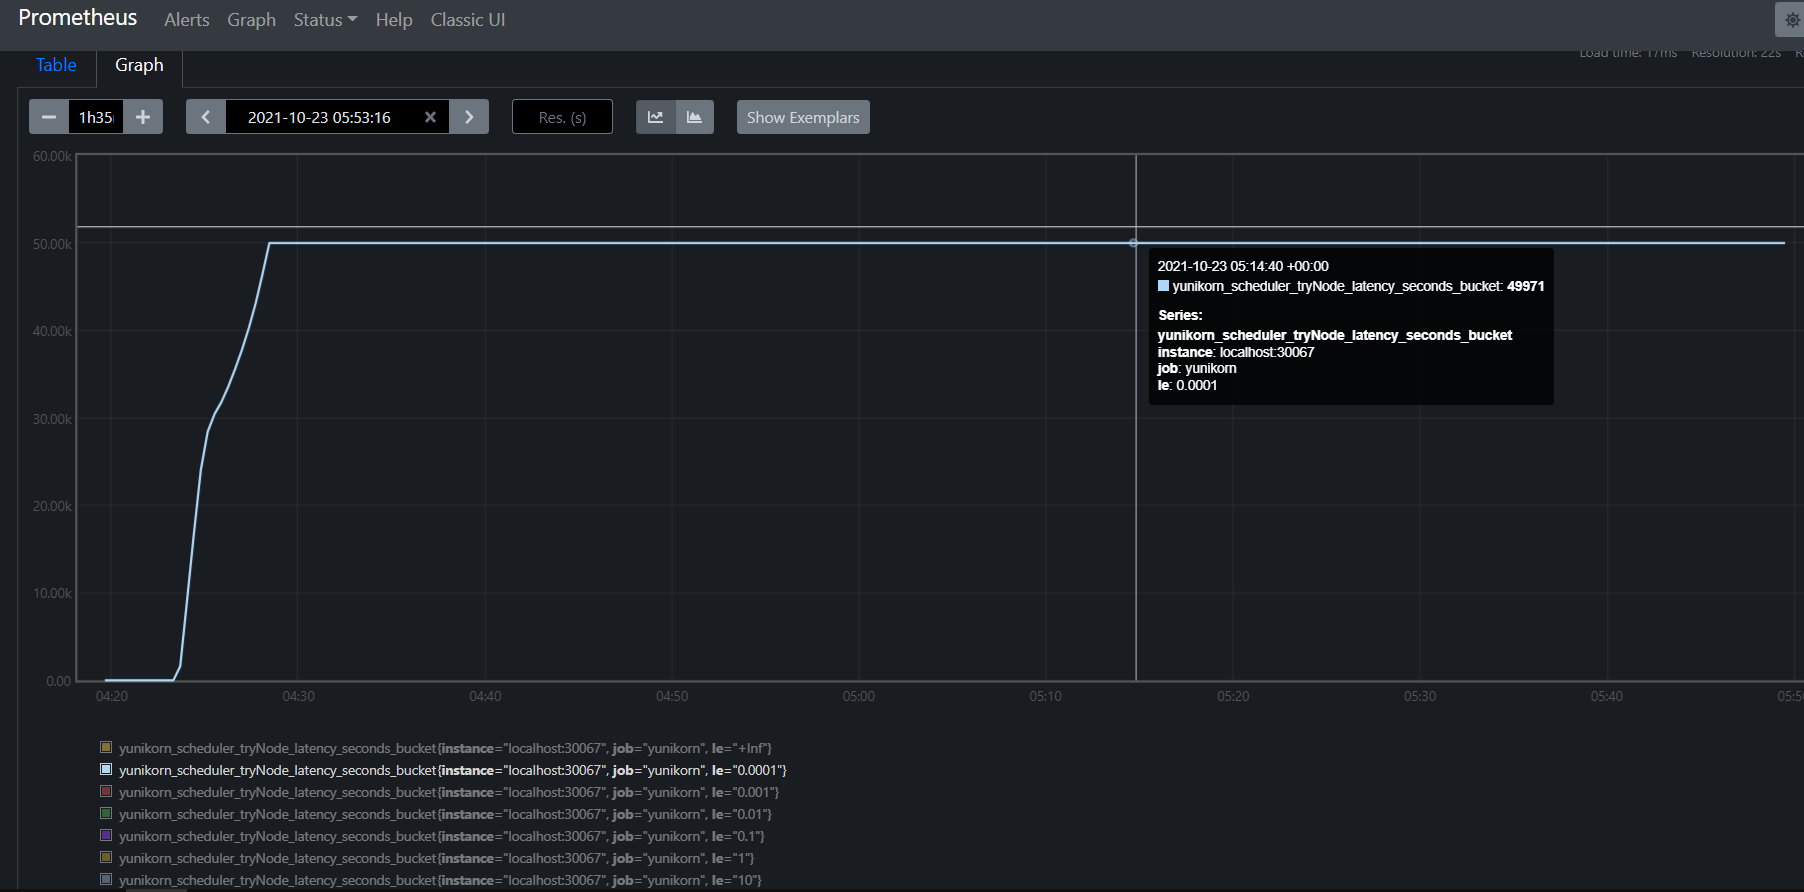 Prometheus Alerts Graph Status Help Classic UI
Load time: 17ms Resolution: 22s
Table Graph
1h35 2021-10-23 05:53:16 Res. (s) Show Exemplars
60.00k
50.00k
40.00k
30.00k
20.00k
10.00k
0.00
2021-10-23 05:14:40 +00:00
yunikorn_scheduler_tryNode_latency_seconds_bucket: 49971
Series:
yunikorn_scheduler_tryNode_latency_seconds_bucket
instance: localhost:30067
job: yunikorn
le: 0.0001
04:20 04:30 04:40 04:50 05:00 05:10 05:20 05:30 05:40
yunikorn_scheduler_tryNode_latency_seconds_bucket{instance="localhost:30067", job="yunikorn", le="+Inf"}
yunikorn_scheduler_tryNode_latency_seconds_bucket{instance="localhost:30067", job="yunikorn", le="0.0001"}
yunikorn_scheduler_tryNode_latency_seconds_bucket{instance="localhost:30067", job="yunikorn", le="0.001"}
yunikorn_scheduler_tryNode_latency_seconds_bucket{instance="localhost:30067", job="yunikorn", le="0.01"}
yunikorn_scheduler_tryNode_latency_seconds_bucket{instance="localhost:30067", job="yunikorn", le="0.1"}
yunikorn_scheduler_tryNode_latency_seconds_bucket{instance="localhost:30067", job="yunikorn", le="1"}
yunikorn_scheduler_tryNode_latency_seconds_bucket{instance="localhost:30067", job="yunikorn", le="10"}